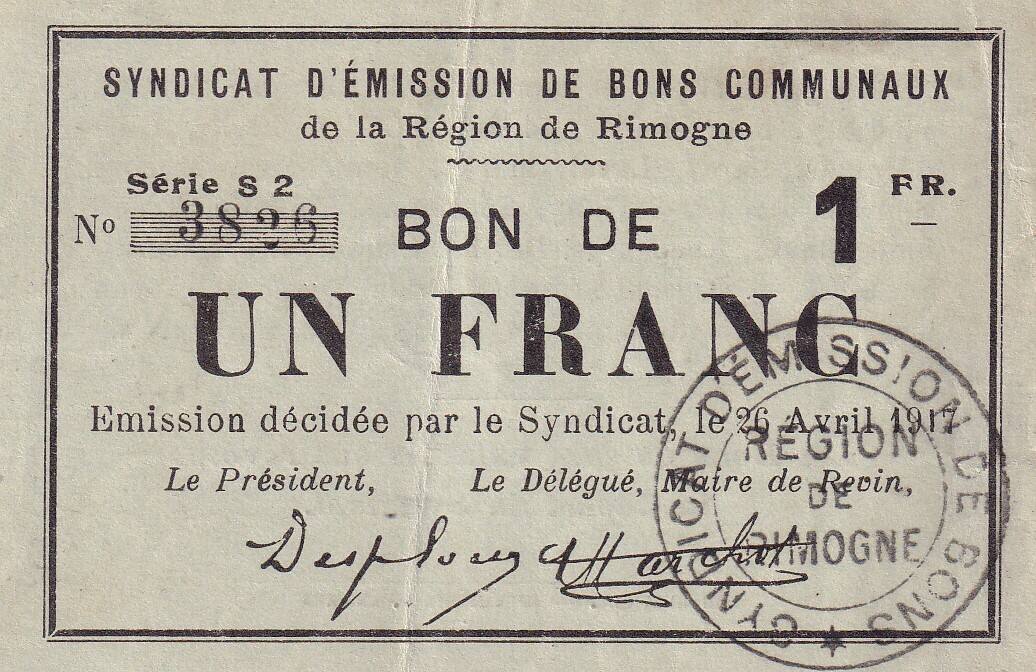 SYNDICAT D'ÉMISSION DE BONS COMMUNAUX
de la Région de Rimogne
Série S 2
FR.
Nº 3826
BON DE 1
UN FRANC
Emission décidée par le Syndicat, le 26 Avril 1917
Le Président, Le Délégué, Maire de Revin,
SYNDICAT D'ÉMISSION DE BONS
RÉGION
DE
RIMOGNE